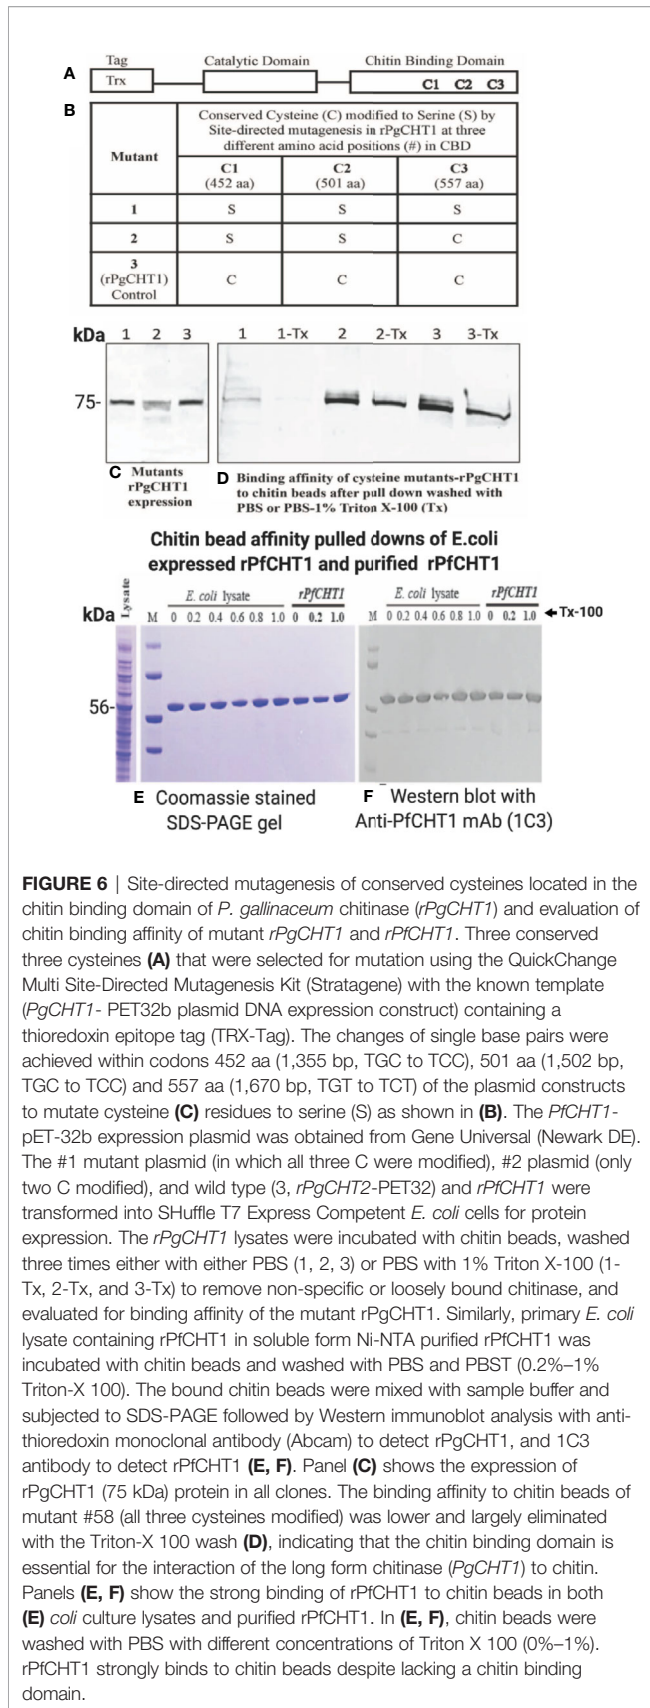 Tag Catalytic Domain Chitin Binding Domain
A Trx C1 C2 C3
B
Mutant
Conserved Cysteine (C) modified to Serine (S) by
Site-directed mutagenesis in rPgCHT1 at three
different amino acid positions (#) in CBD
C1 C2 C3
(452 aa) (501 aa) (557 aa)
1 S S S
2 S S C
3
(rPgCHT1) C C C
Control
kDa 1 2 3 1 1-Tx 2 2-Tx 3 3-Tx
75-
C Mutants
rPgCHT1
expression
D Binding affinity of cysteine mutants-rPgCHT1
to chitin beads after pull down washed with
PBS or PBS-1% Triton X-100 (Tx)
Chitin bead affinity pulled downs of E.coli
expressed rPfCHT1 and purified rPfCHT1
Lysate
E. coli lysate rPfCHT1 E. coli lysate rPfCHT1
kDa M 0 0.2 0.4 0.6 0.8 1.0 0 0.2 1.0 M 0 0.2 0.4 0.6 0.8 1.0 0 0.2 1.0 Tx-100
56-
E Coomassie stained
SDS-PAGE gel
F Western blot with
Anti-PfCHT1 mAb (1C3)
FIGURE 6 | Site-directed mutagenesis of conserved cysteines located in the
chitin binding domain of P. gallinaceum chitinase (rPgCHT1) and evaluation of
chitin binding affinity of mutant rPgCHT1 and rPfCHT1. Three conserved
three cysteines (A) that were selected for mutation using the QuickChange
Multi Site-Directed Mutagenesis Kit (Stratagene) with the known template
(PgCHT1- PET32b plasmid DNA expression construct) containing a
thioredoxin epitope tag (TRX-Tag). The changes of single base pairs were
achieved within codons 452 aa (1,355 bp, TGC to TCC), 501 aa (1,502 bp,
TGC to TCC) and 557 aa (1,670 bp, TGT to TCT) of the plasmid constructs
to mutate cysteine (C) residues to serine (S) as shown in (B). The PfCHT1-
pET-32b expression plasmid was obtained from Gene Universal (Newark DE).
The #1 mutant plasmid (in which all three C were modified), #2 plasmid (only
two C modified), and wild type (3, rPgCHT2-PET32) and rPfCHT1 were
transformed into SHuffle T7 Express Competent E. coli cells for protein
expression. The rPgCHT1 lysates were incubated with chitin beads, washed
three times either with either PBS (1, 2, 3) or PBS with 1% Triton X-100 (1-
Tx, 2-Tx, and 3-Tx) to remove non-specific or loosely bound chitinase, and
evaluated for binding affinity of the mutant rPgCHT1. Similarly, primary E. coli
lysate containing rPfCHT1 in soluble form Ni-NTA purified rPfCHT1 was
incubated with chitin beads and washed with PBS and PBST (0.2%–1%
Triton-X 100). The bound chitin beads were mixed with sample buffer and
subjected to SDS-PAGE followed by Western immunoblot analysis with anti-
thioredoxin monoclonal antibody (Abcam) to detect rPgCHT1, and 1C3
antibody to detect rPfCHT1 (E, F). Panel (C) shows the expression of
rPgCHT1 (75 kDa) protein in all clones. The binding affinity to chitin beads of
mutant #58 (all three cysteines modified) was lower and largely eliminated
with the Triton-X 100 wash (D), indicating that the chitin binding domain is
essential for the interaction of the long form chitinase (PgCHT1) to chitin.
Panels (E, F) show the strong binding of rPfCHT1 to chitin beads in both
(E) coli culture lysates and purified rPfCHT1. In (E, F), chitin beads were
washed with PBS with different concentrations of Triton X 100 (0%–1%).
rPfCHT1 strongly binds to chitin beads despite lacking a chitin binding
domain.